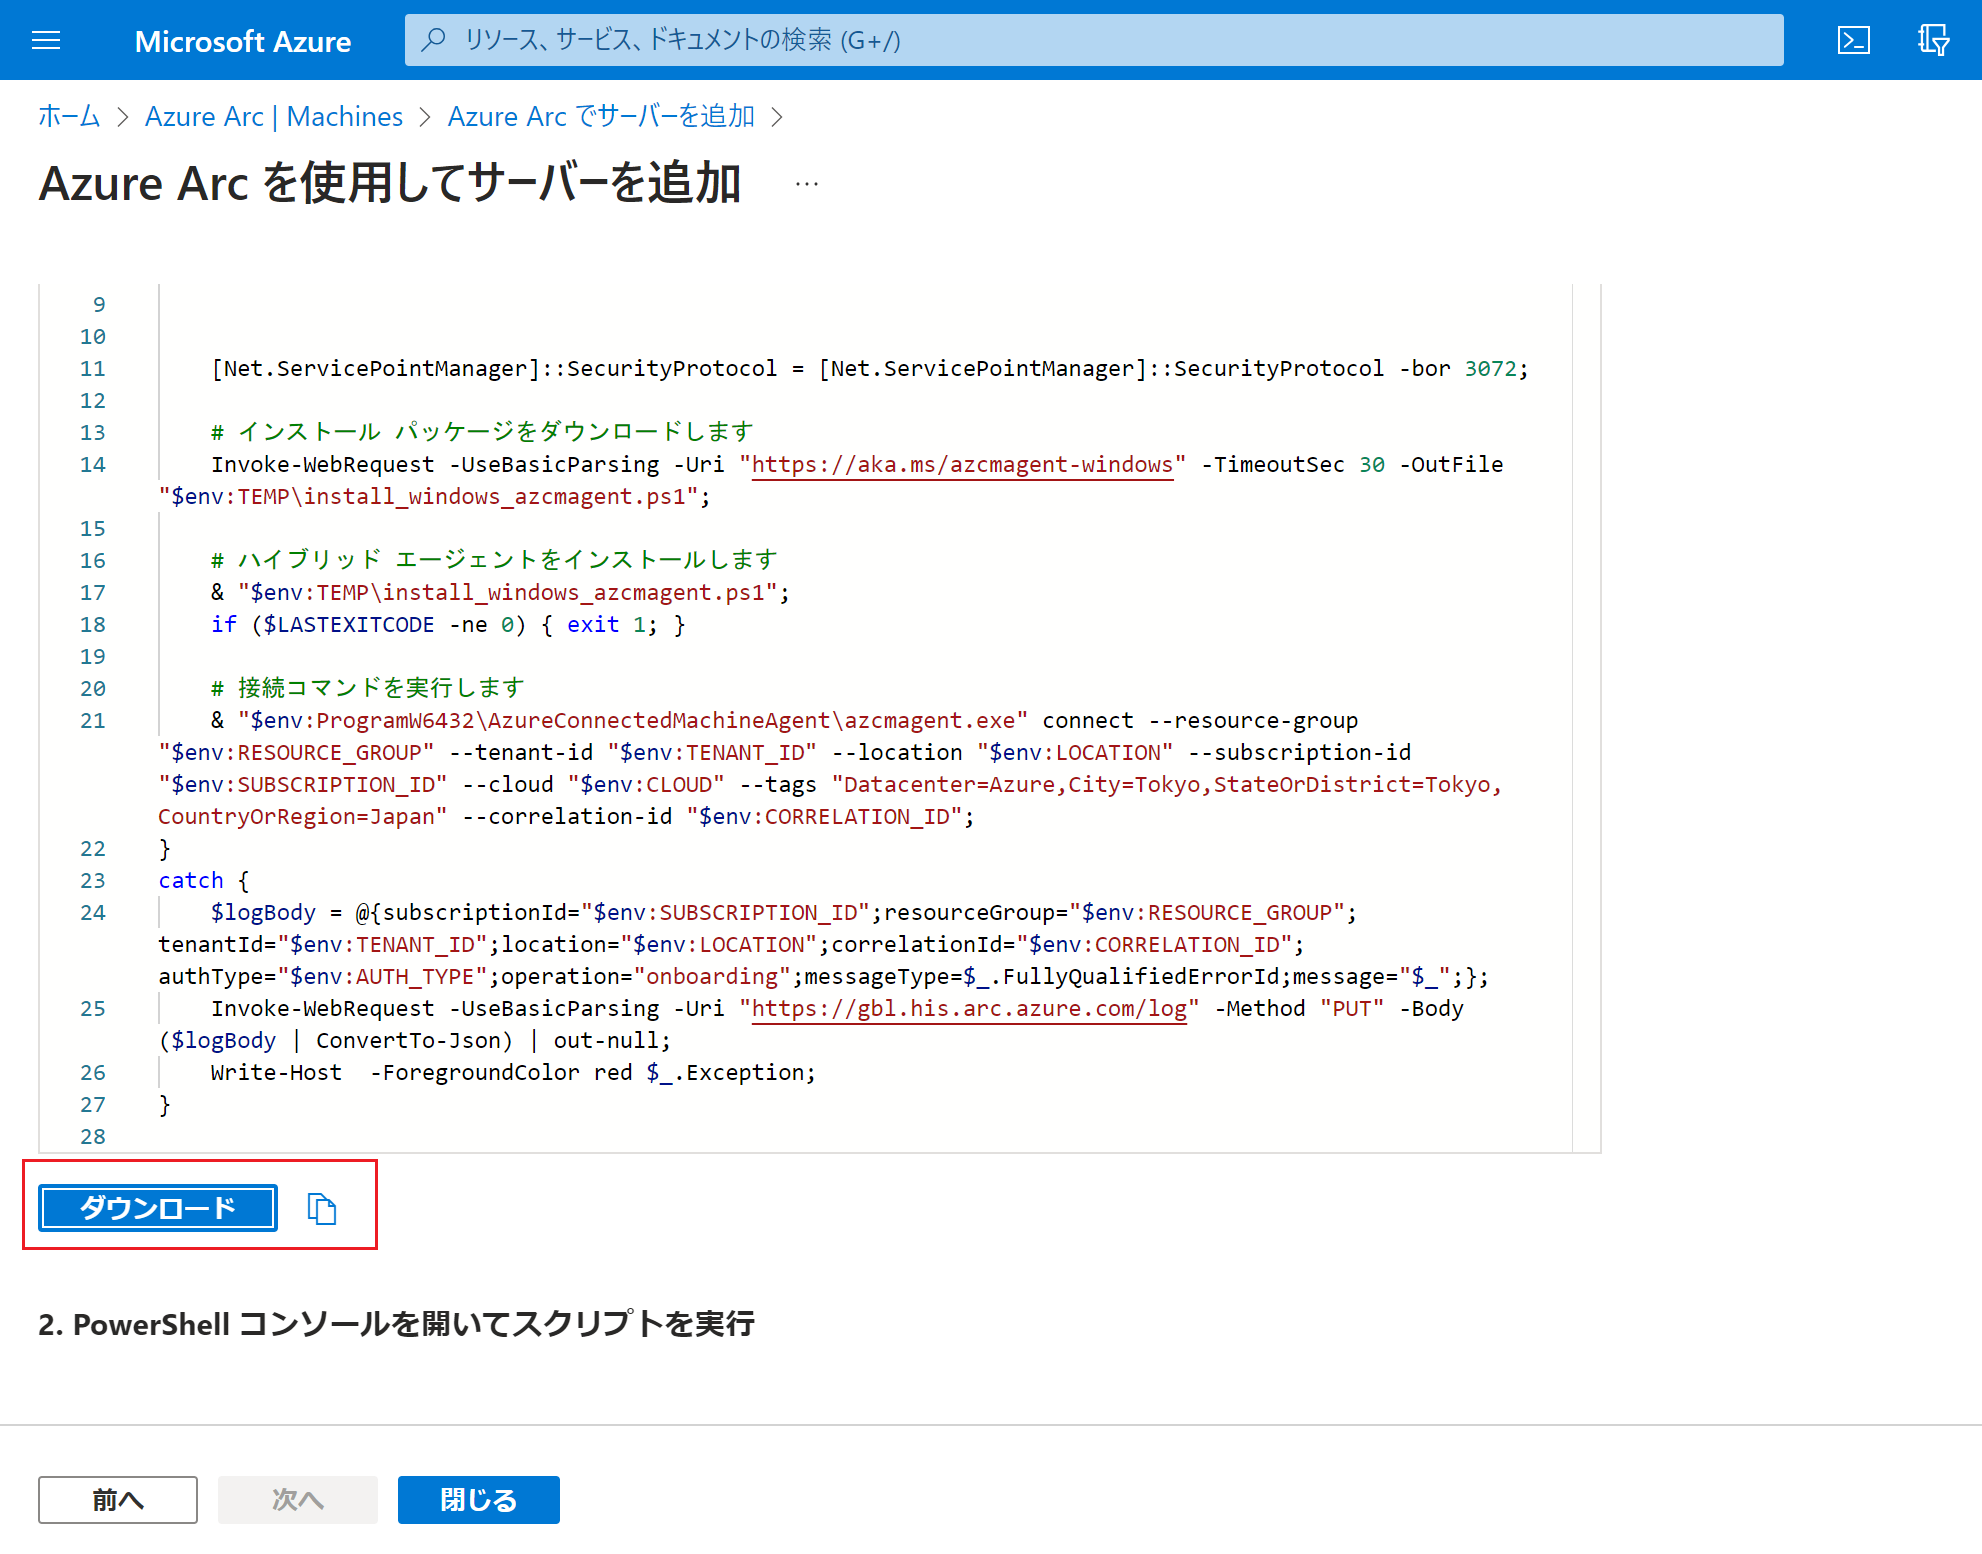 Microsoft Azure
リソース、サービス、ドキュメントの検索 (G+/)
ホーム > Azure Arc | Machines > Azure Arc でサーバーを追加 >
Azure Arc を使用してサーバーを追加 …
9
10
11 [Net.ServicePointManager]::SecurityProtocol = [Net.ServicePointManager]::SecurityProtocol -bor 3072;
12
13 # インストール パッケージをダウンロードします
14 Invoke-WebRequest -UseBasicParsing -Uri "https://aka.ms/azcmagent-windows" -TimeoutSec 30 -OutFile
"$env:TEMP\install_windows_azcmagent.ps1";
15
16 # ハイブリッド エージェントをインストールします
17 & "$env:TEMP\install_windows_azcmagent.ps1";
18 if ($LASTEXITCODE -ne 0) { exit 1; }
19
20 # 接続コマンドを実行します
21 & "$env:ProgramW6432\AzureConnectedMachineAgent\azcmagent.exe" connect --resource-group
"$env:RESOURCE_GROUP" --tenant-id "$env:TENANT_ID" --location "$env:LOCATION" --subscription-id
"$env:SUBSCRIPTION_ID" --cloud "$env:CLOUD" --tags "Datacenter=Azure,City=Tokyo,StateOrDistrict=Tokyo,
CountryOrRegion=Japan" --correlation-id "$env:CORRELATION_ID";
22 }
23 catch {
24 $logBody = @{subscriptionId="$env:SUBSCRIPTION_ID";resourceGroup="$env:RESOURCE_GROUP";
tenantId="$env:TENANT_ID";location="$env:LOCATION";correlationId="$env:CORRELATION_ID";
authType="$env:AUTH_TYPE";operation="onboarding";messageType=$_.FullyQualifiedErrorId;message="$_";};
25 Invoke-WebRequest -UseBasicParsing -Uri "https://gbl.his.arc.azure.com/log" -Method "PUT" -Body
($logBody | ConvertTo-Json) | out-null;
26 Write-Host  -ForegroundColor red $_.Exception;
27 }
28
ダウンロード
2. PowerShell コンソールを開いてスクリプトを実行
前へ 次へ 閉じる